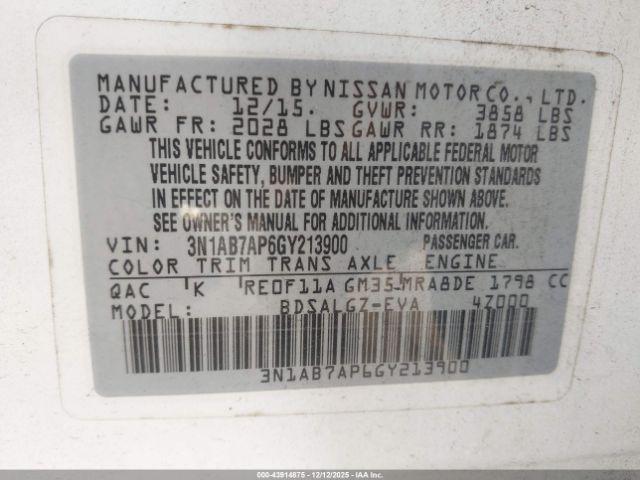 MANUFACTURED BY NISSAN MOTOR CO., LTD.
DATE: 12/15. GVWR: 3858 LBS
GAWR FR: 2028 LBS GAWR RR: 1874 LBS
THIS VEHICLE CONFORMS TO ALL APPLICABLE FEDERAL MOTOR
VEHICLE SAFETY, BUMPER AND THEFT PREVENTION STANDARDS
IN EFFECT ON THE DATE OF MANUFACTURE SHOWN ABOVE.
SEE OWNER'S MANUAL FOR ADDITIONAL INFORMATION
VIN: 3N1AB7AP6GY213900 PASSENGER CAR.
COLOR TRIM TRANS AXLE ENGINE
QAC K RE0F11A GM35 MRA8DE 1798 CC
MODEL: BDSALGZ-EVA 4Z000
3N1AB7AP6GY213900
000-43914675 - 12/12/2025 - IAA Inc.